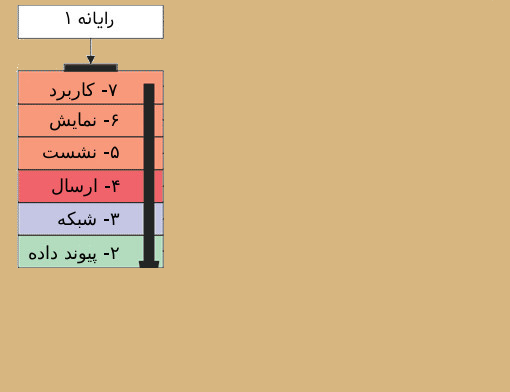 رایانه ۱
۷- کاربرد
۶- نمایش
۵- نشست
۴- ارسال
۳- شبکه
۲- پیوند داده